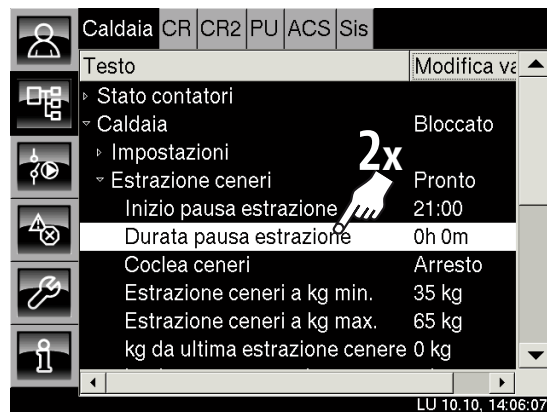 Caldaia CR CR2 PU ACS Sis
Testo Modifica va
Stato contatori
Caldaia Bloccato
Impostazioni
2x
Estrazione ceneri Pronto
Inizio pausa estrazione 21:00
Durata pausa estrazione 0h 0m
Coclea ceneri Arresto
Estrazione ceneri a kg min. 35 kg
Estrazione ceneri a kg max. 65 kg
kg da ultima estrazione cenere 0 kg
LU 10.10, 14:06:07